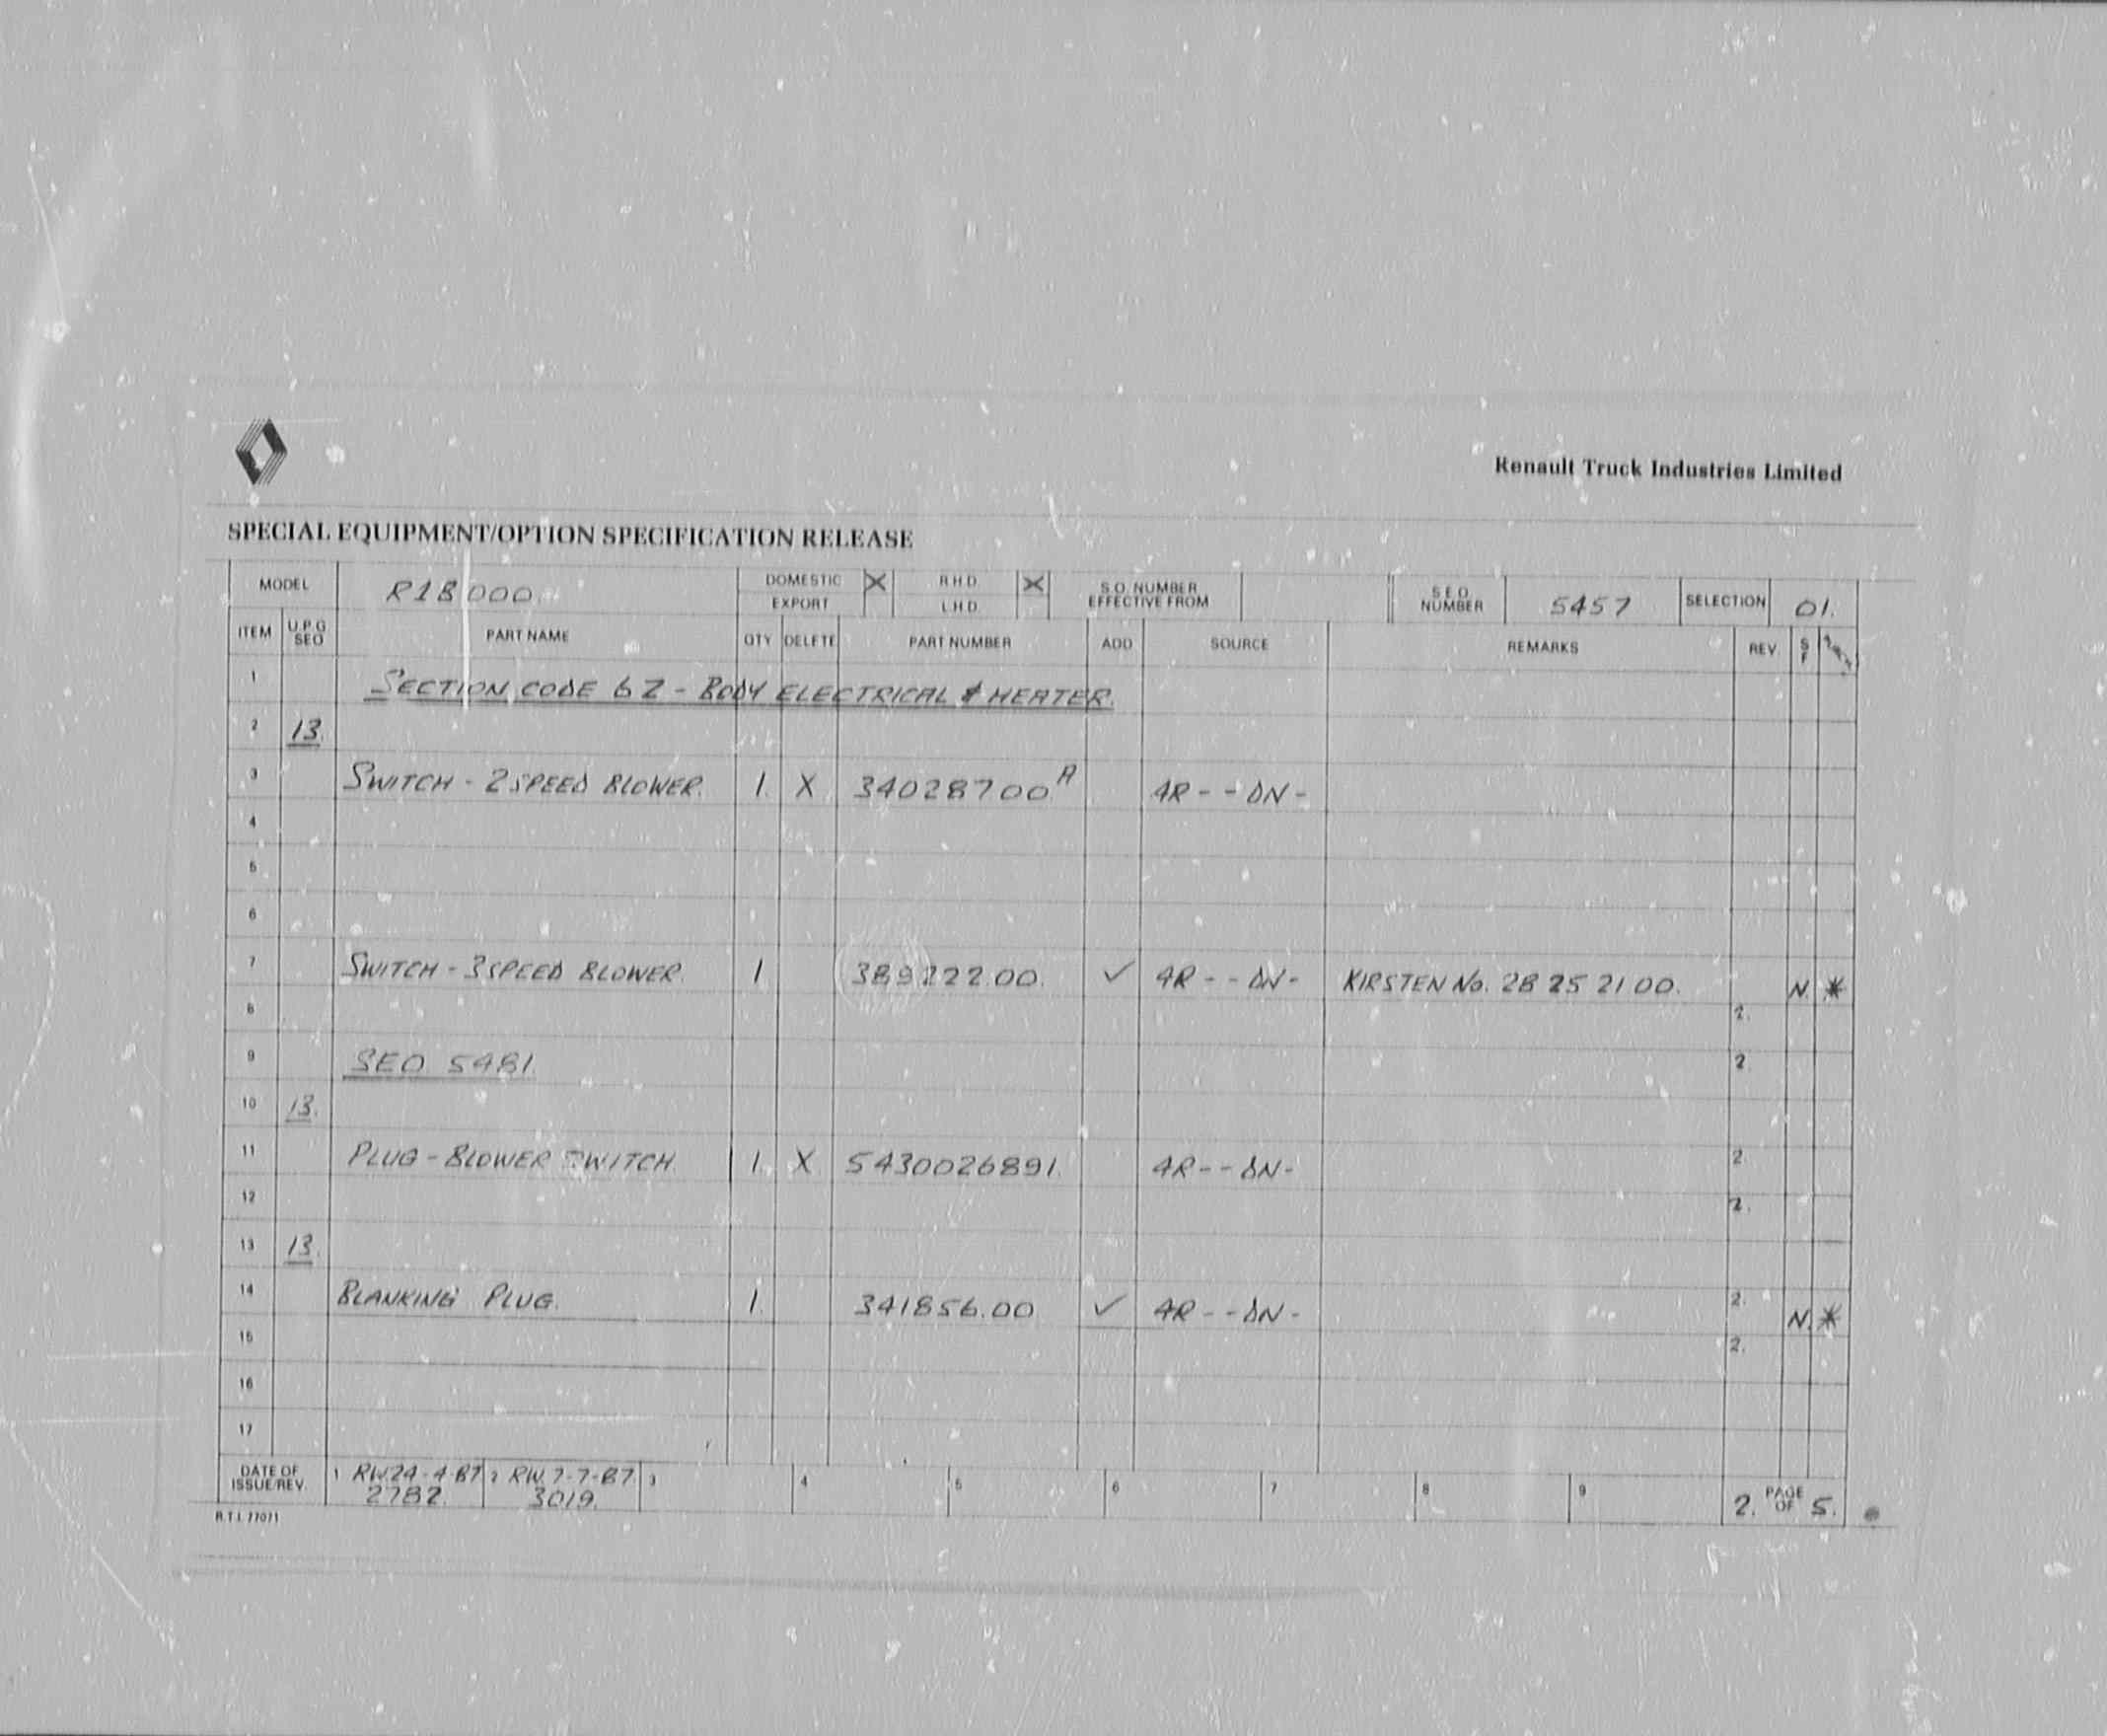 Renault Truck Industries Limited
SPECIAL EQUIPMENT/OPTION SPECIFICATION RELEASE
MODEL R18000. DOMESTIC X R.H.D. X S.O. NUMBER EFFECTIVE FROM S.E.O. NUMBER 5457 SELECTION 01.
EXPORT L.H.D.
ITEM U.P.G. SEQ PART NAME QTY DELETE PART NUMBER ADD SOURCE REMARKS REV. S F
1 SECTION CODE 6Z - BODY ELECTRICAL & HEATER.
2 13.
3 SWITCH - 2 SPEED BLOWER. 1. X 34028700 A 4R - - DN -
4
5
6
7 SWITCH - 3 SPEED BLOWER. 1 389222.00. ✓ 4R - - DN - KIRSTEN No. 28 25 21 00. N. *
8 2.
9 SEO 5481. 2.
10 13.
11 PLUG - BLOWER SWITCH 1. X 5430026891. 4R - - DN - 2
12 2.
13 13.
14 BLANKING PLUG. 1. 341856.00 ✓ 4R - - DN - 2. N. *
15 2.
16
17
DATE OF ISSUE/REV. 1 RW 24-4-87 2782. 2 RW. 7-7-87 3019. 3 4 5 6 7 8 9 2. PAGE OF 5.
R.T.I. 77071